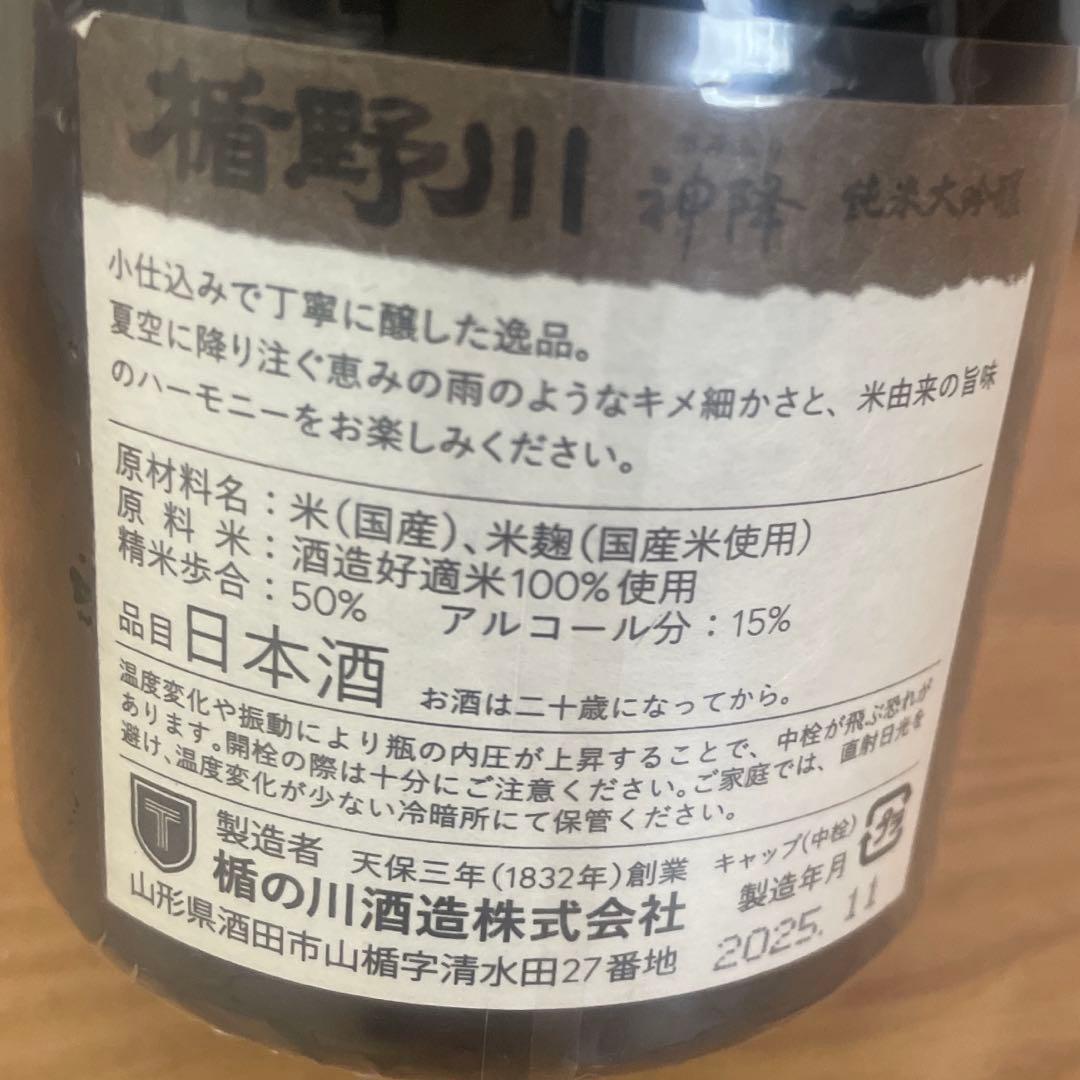 楯野川 神降 純米大吟醸
小仕込みで丁寧に醸した逸品。
夏空に降り注ぐ恵みの雨のようなキメ細かさと、米由来の旨味
のハーモニーをお楽しみください。
原材料名：米(国産)、米麹(国産米使用)
原料米：酒造好適米100%使用
精米歩合：50% アルコール分：15%
品目 日本酒 お酒は二十歳になってから。
温度変化や振動により瓶の内圧が上昇することで、中栓が飛ぶ恐れが
あります。開栓の際は十分にご注意ください。ご家庭では、直射日光を
避け、温度変化が少ない冷暗所にて保管ください。
製造者 天保三年(1832年)創業
楯の川酒造株式会社
山形県酒田市山楯字清水田27番地
キャップ(中栓)
プラ
製造年月
2025.11